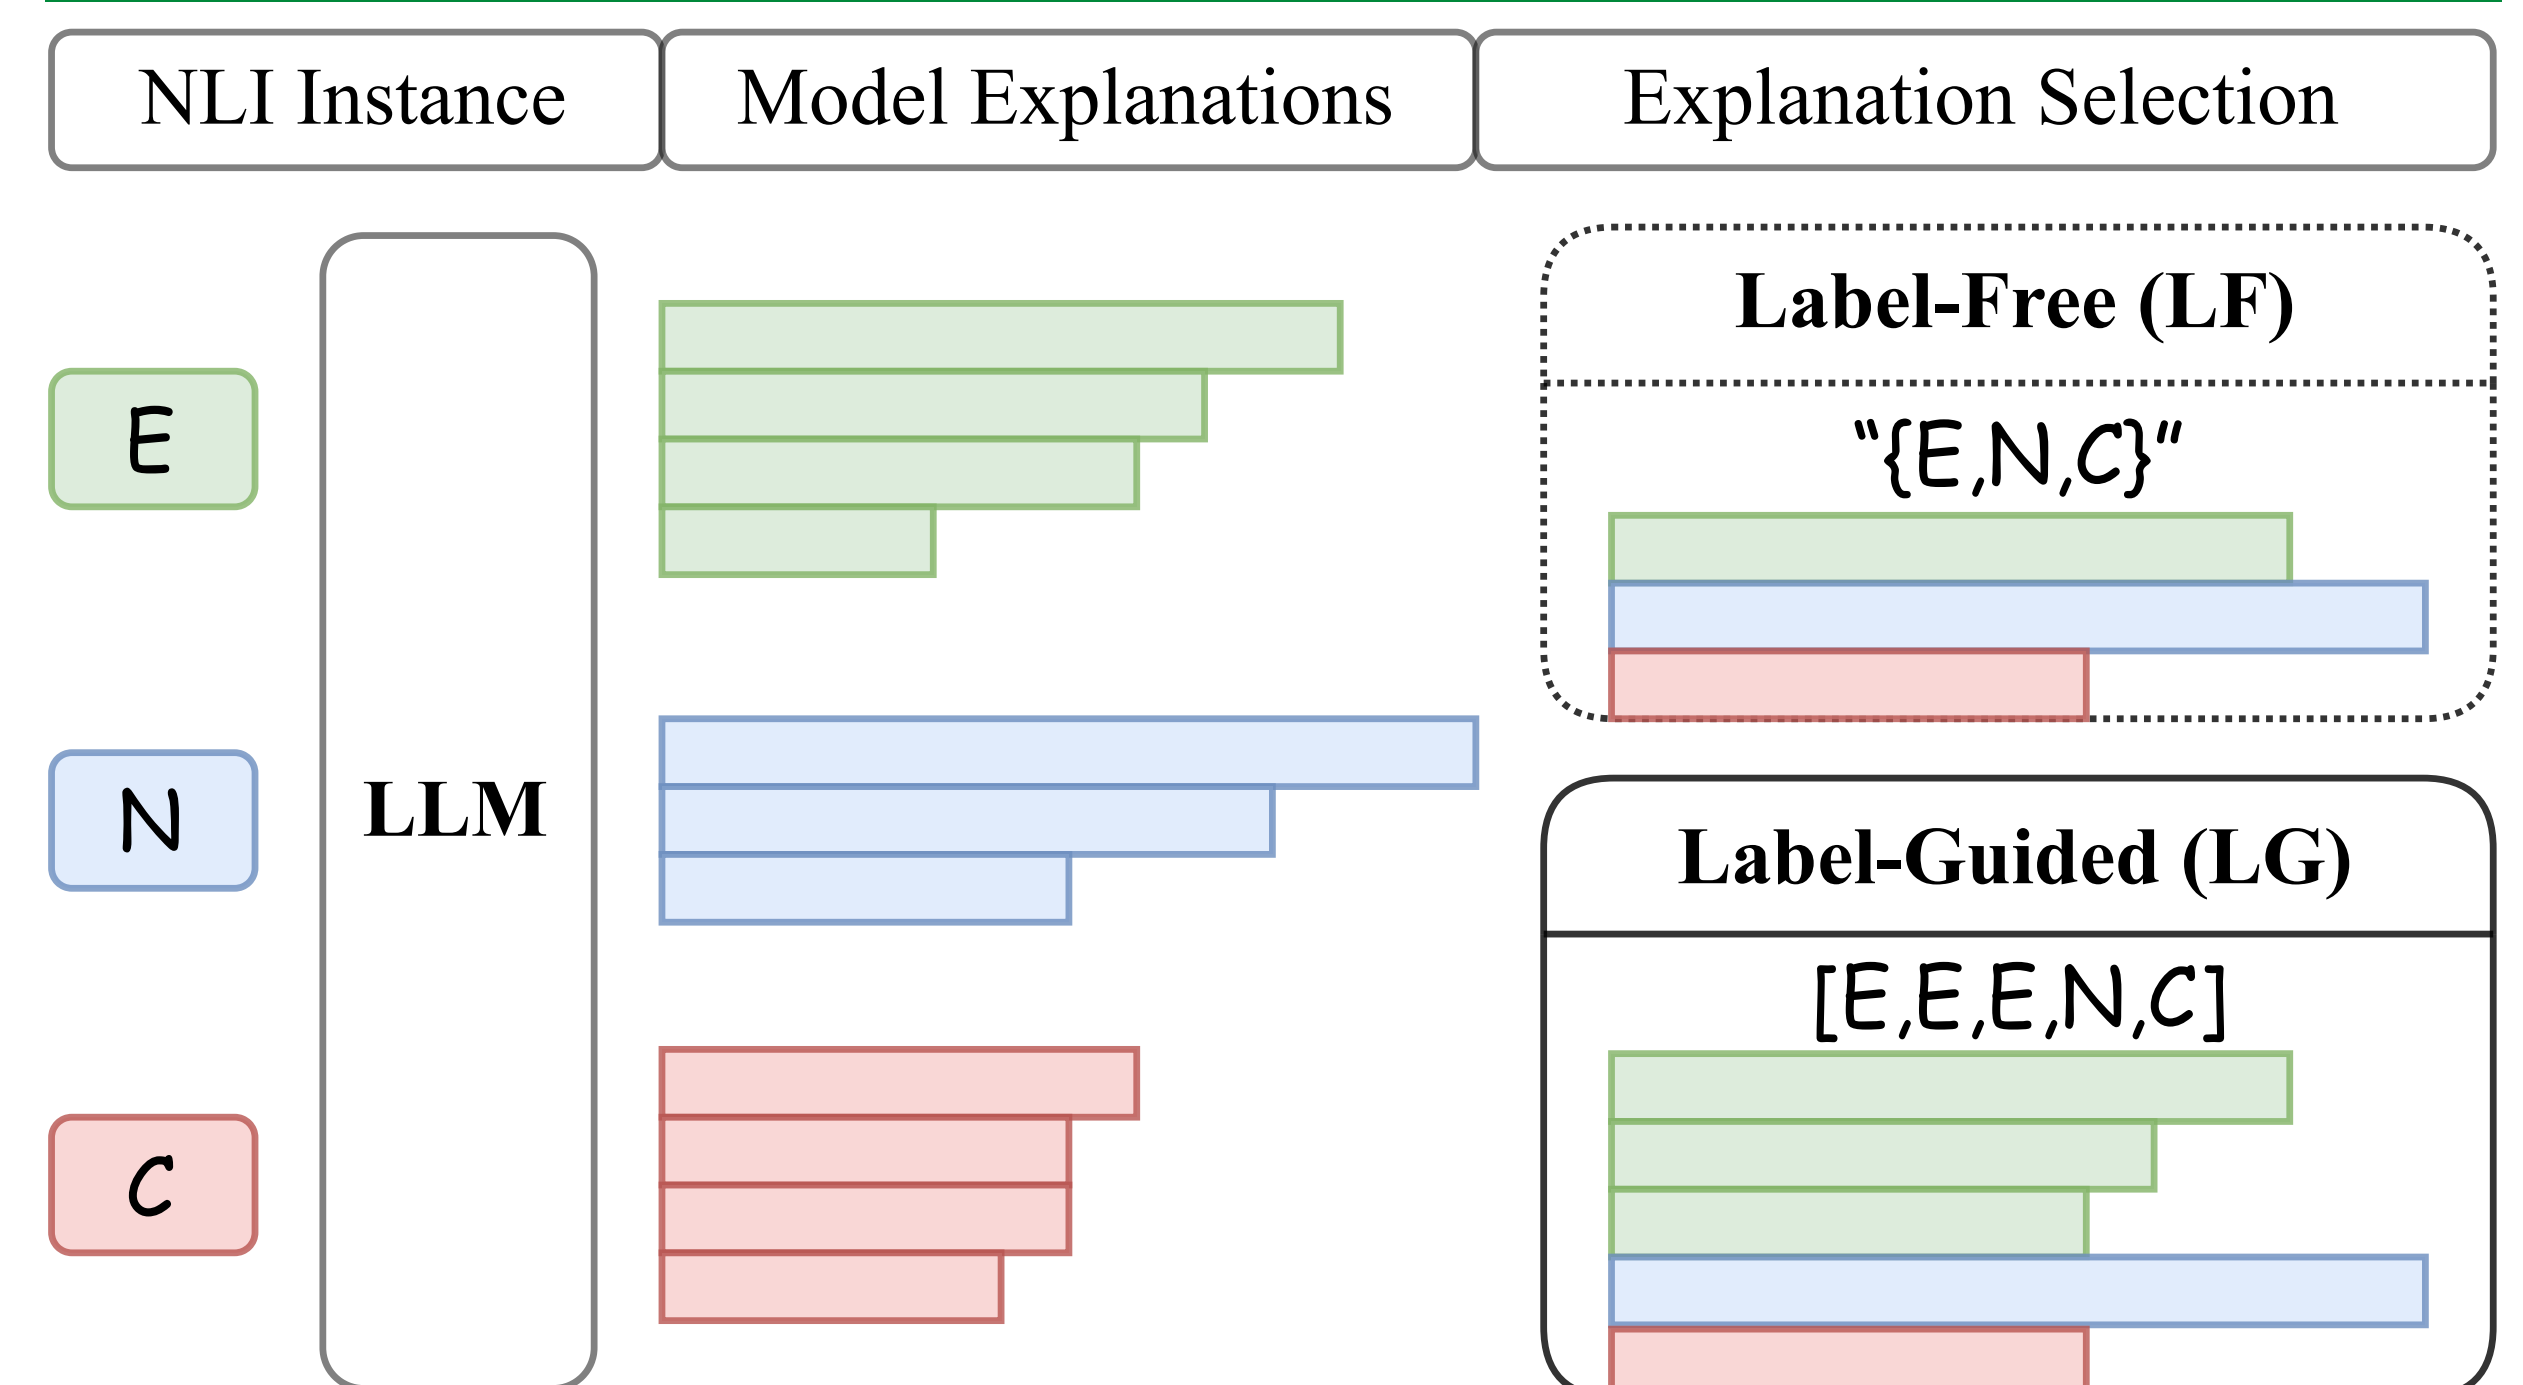 NLI Instance
Model Explanations
Explanation Selection
E
N
C
LLM
Label-Free (LF)
“{E,N,C}”
Label-Guided (LG)
[E,E,E,N,C]